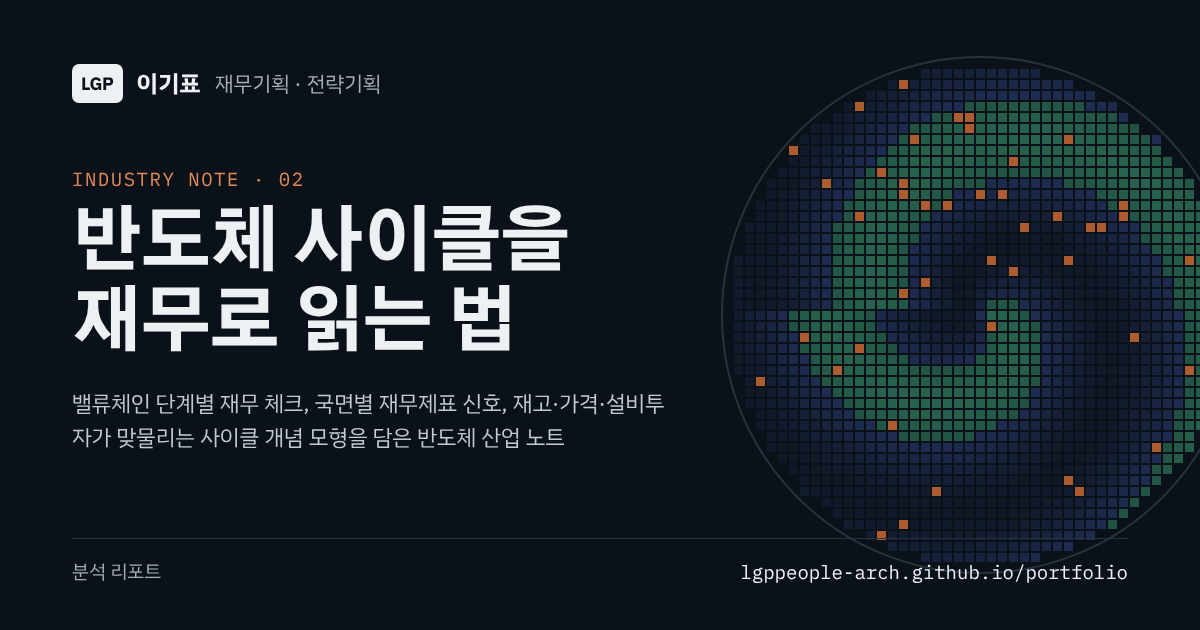 LGP 이기표 재무기획 · 전략기획
INDUSTRY NOTE · 02
반도체 사이클을
재무로 읽는 법
밸류체인 단계별 재무 체크, 국면별 재무제표 신호, 재고·가격·설비투
자가 맞물리는 사이클 개념 모형을 담은 반도체 산업 노트
분석 리포트
lgppeople-arch.github.io/portfolio